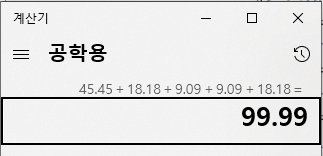 계산기
공학용
45.45 + 18.18 + 9.09 + 9.09 + 18.18 =
99.99